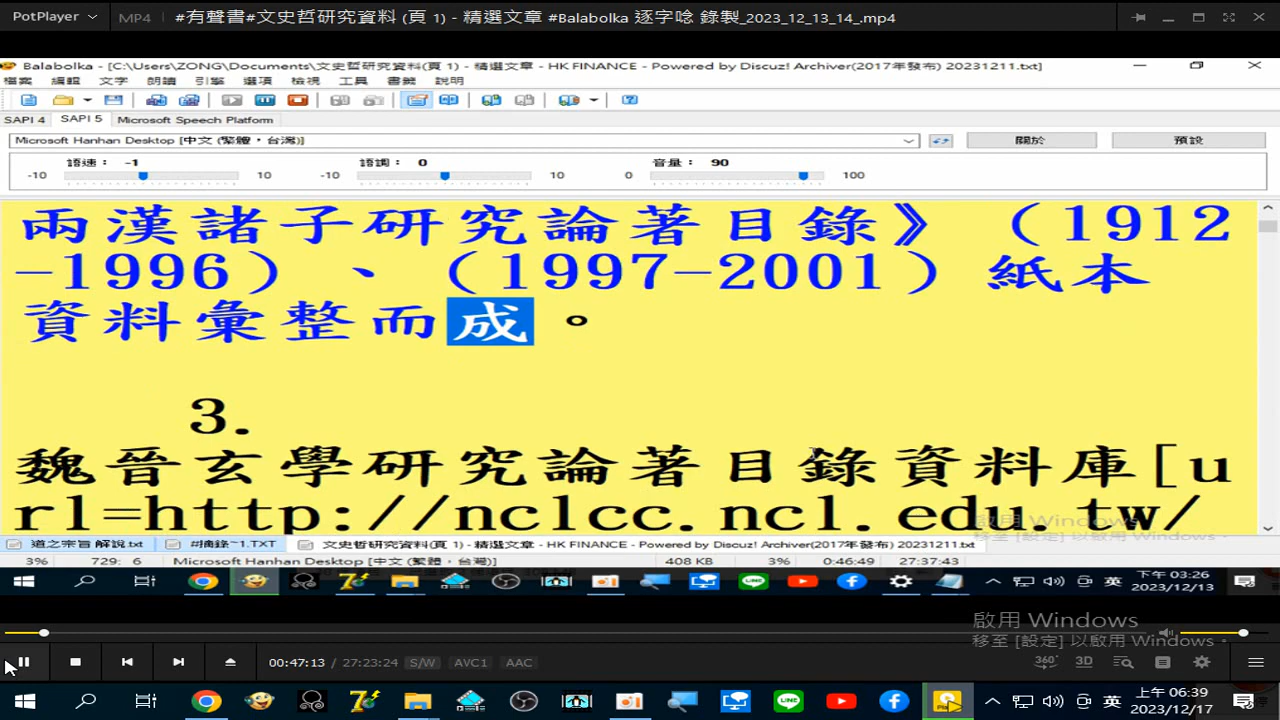 PotPlayer MP4 #有聲書#文史哲研究資料 (頁 1) - 精選文章 #Balabolka 逐字唸 錄製_2023_12_13_14_.mp4
Balabolka - [C:\Users\ZONG\Documents\文史哲研究資料(頁 1) - 精選文章 - HK FINANCE - Powered by Discuz! Archiver(2017年發布) 20231211.txt]
檔案 編輯 文字 朗讀 引擎 選項 檢視 工具 書籤 說明
SAPI 4 SAPI 5 Microsoft Speech Platform
Microsoft Hanhan Desktop [中文 (繁體，台灣)] 關於 預設
語速： -1 語調： 0 音量： 90
-10 10 -10 10 0 100
兩漢諸子研究論著目錄》（1912
-1996）、（1997-2001）紙本
資料彙整而成。
3.
魏晉玄學研究論著目錄資料庫[u
rl=http://nclcc.ncl.edu.tw/
啟用 Windows
移至 [設定] 以啟用 Windows。
道之宗旨 解說.txt #摘錄~1.TXT 文史哲研究資料(頁 1) - 精選文章 - HK FINANCE - Powered by Discuz! Archiver(2017年發布) 20231211.txt
3% 729: 6 Microsoft Hanhan Desktop [中文 (繁體，台灣)] 408 KB 3% 0:46:49 27:37:43
英 下午 03:26
2023/12/13
啟用 Windows
移至 [設定] 以啟用 Windows。
00:47:13 / 27:23:24 S/W AVC1 AAC 360° 3D
英 上午 06:39
2023/12/17